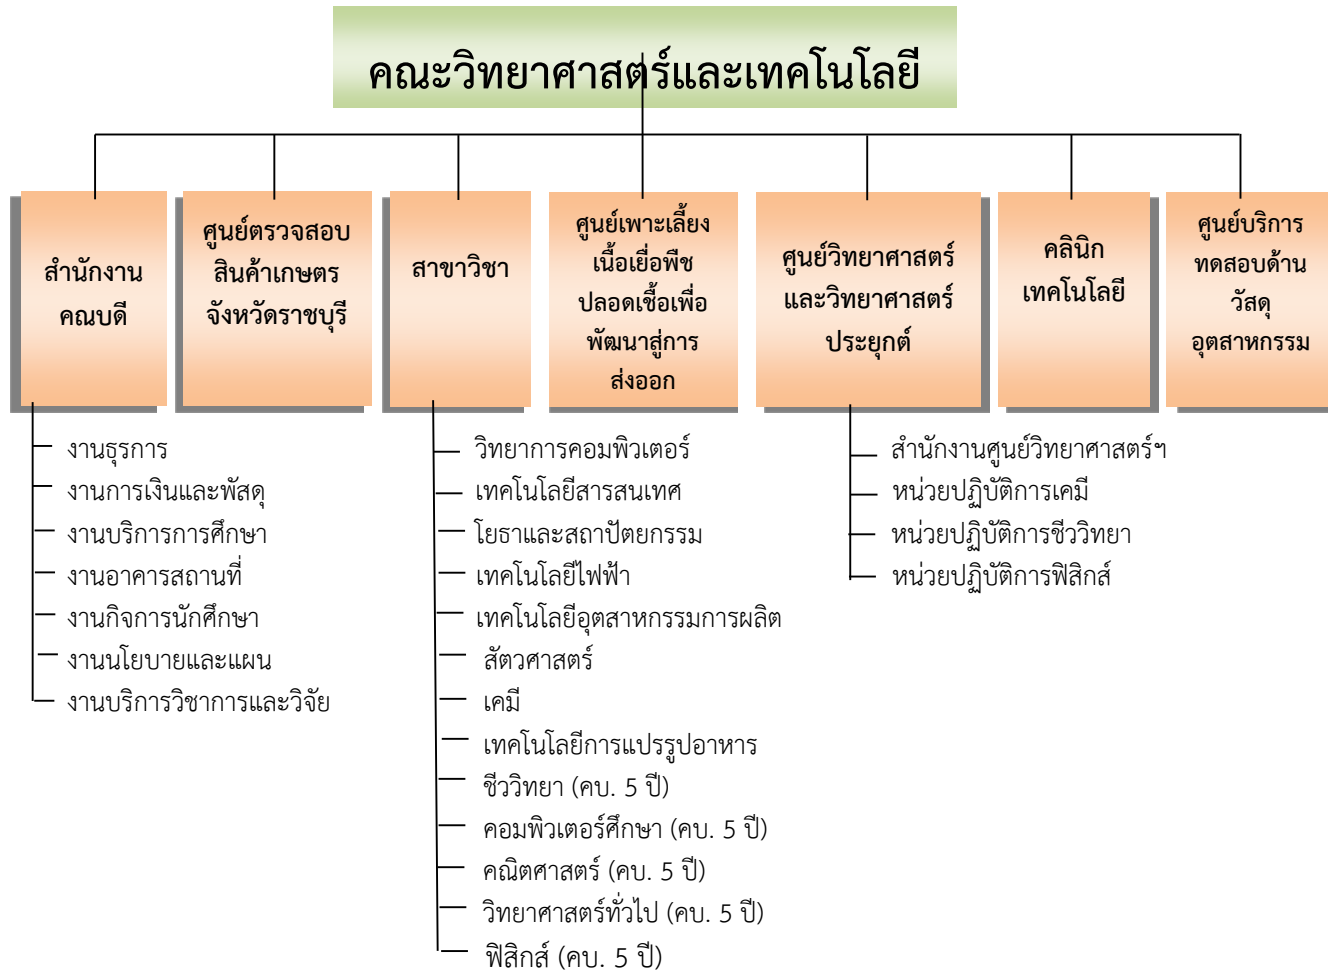 คณะวิทยาศาสตร์และเทคโนโลยี
สำนักงาน
คณบดี
ศูนย์ตรวจสอบ
สินค้าเกษตร
จังหวัดราชบุรี
สาขาวิชา
ศูนย์เพาะเลี้ยง
เนื้อเยื่อพืช
ปลอดเชื้อเพื่อ
พัฒนาสู่การ
ส่งออก
ศูนย์วิทยาศาสตร์
และวิทยาศาสตร์
ประยุกต์
คลินิก
เทคโนโลยี
ศูนย์บริการ
ทดสอบด้าน
วัสดุ
อุตสาหกรรม
งานธุรการ
งานการเงินและพัสดุ
งานบริการการศึกษา
งานอาคารสถานที่
งานกิจการนักศึกษา
งานนโยบายและแผน
งานบริการวิชาการและวิจัย
วิทยาการคอมพิวเตอร์
เทคโนโลยีสารสนเทศ
โยธาและสถาปัตยกรรม
เทคโนโลยีไฟฟ้า
เทคโนโลยีอุตสาหกรรมการผลิต
สัตวศาสตร์
เคมี
เทคโนโลยีการแปรรูปอาหาร
ชีววิทยา (คบ. 5 ปี)
คอมพิวเตอร์ศึกษา (คบ. 5 ปี)
คณิตศาสตร์ (คบ. 5 ปี)
วิทยาศาสตร์ทั่วไป (คบ. 5 ปี)
ฟิสิกส์ (คบ. 5 ปี)
สำนักงานศูนย์วิทยาศาสตร์ฯ
หน่วยปฏิบัติการเคมี
หน่วยปฏิบัติการชีววิทยา
หน่วยปฏิบัติการฟิสิกส์